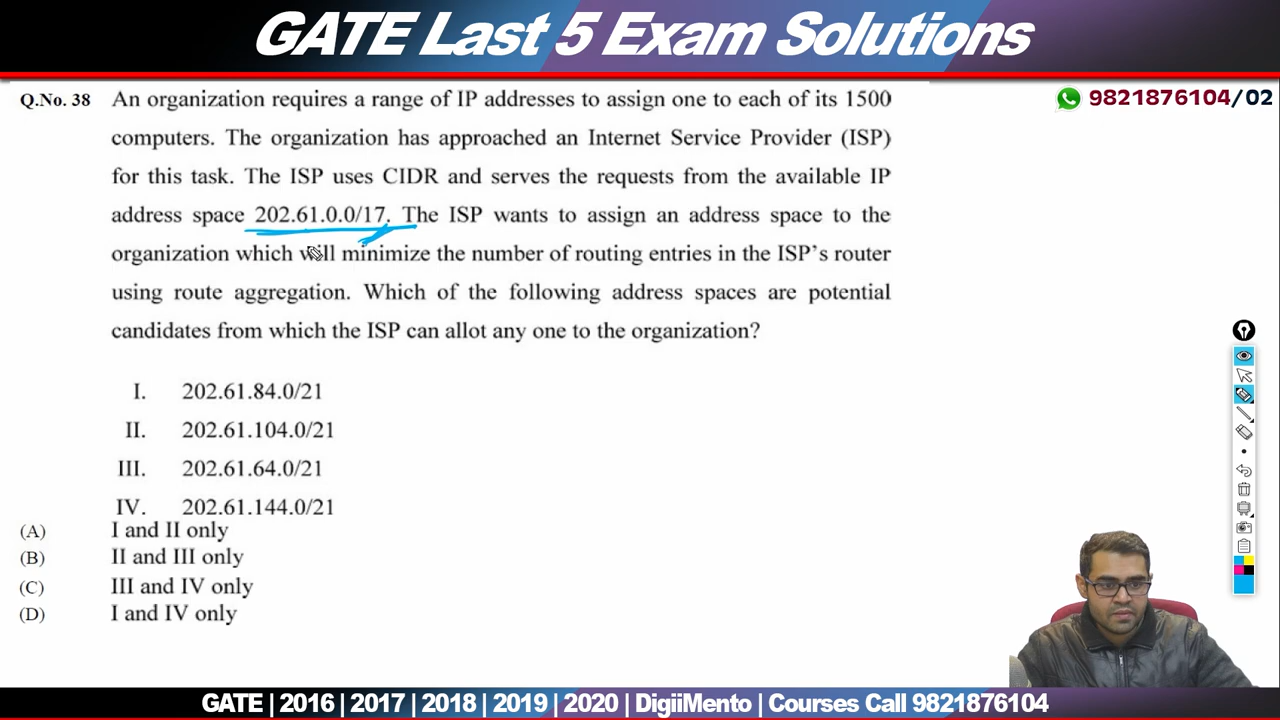 GATE Last 5 Exam Solutions
Q.No. 38 An organization requires a range of IP addresses to assign one to each of its 1500
9821876104/02
computers. The organization has approached an Internet Service Provider (ISP)
for this task. The ISP uses CIDR and serves the requests from the available IP
address space 202.61.0.0/17. The ISP wants to assign an address space to the
organization which will minimize the number of routing entries in the ISP's router
using route aggregation. Which of the following address spaces are potential
candidates from which the ISP can allot any one to the organization?
I. 202.61.84.0/21
II. 202.61.104.0/21
III. 202.61.64.0/21
IV. 202.61.144.0/21
(A) I and II only
(B) II and III only
(C) III and IV only
(D) I and IV only
GATE | 2016 | 2017 | 2018 | 2019 | 2020 | DigiiMento | Courses Call 9821876104